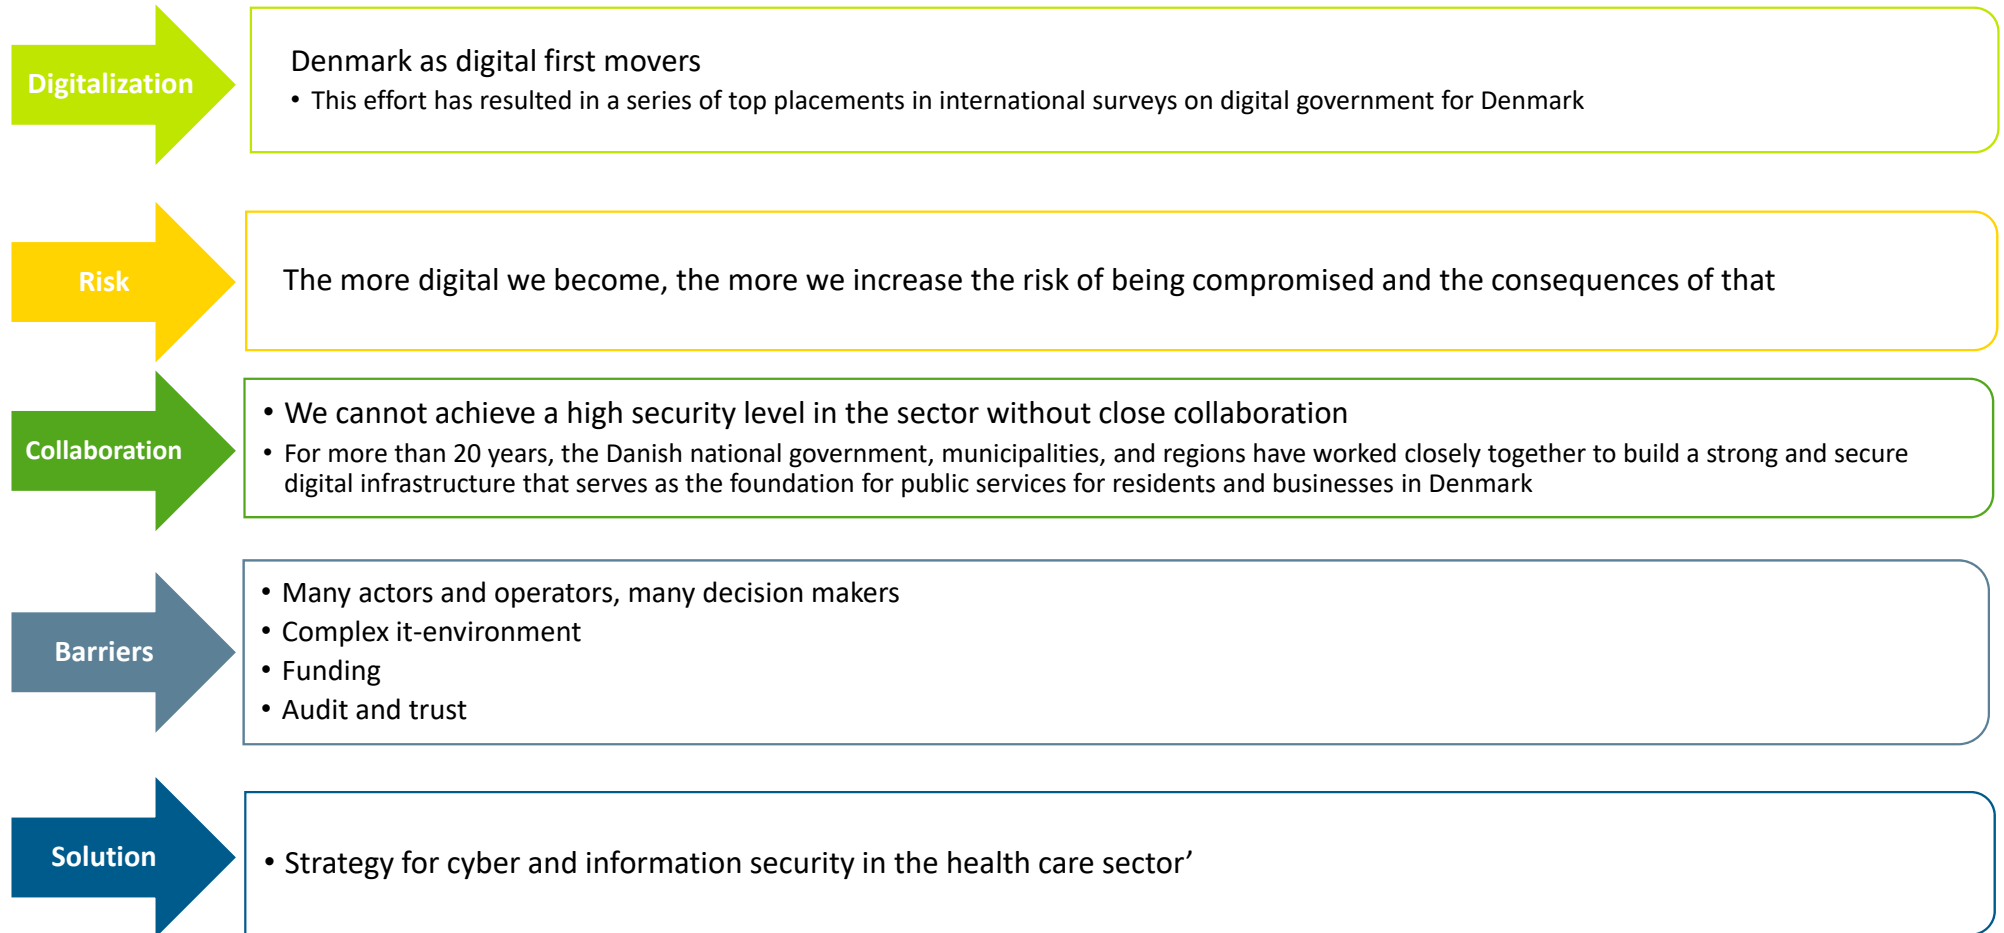 Digitalization
Denmark as digital first movers
• This effort has resulted in a series of top placements in international surveys on digital government for Denmark
Risk
The more digital we become, the more we increase the risk of being compromised and the consequences of that
Collaboration
• We cannot achieve a high security level in the sector without close collaboration
• For more than 20 years, the Danish national government, municipalities, and regions have worked closely together to build a strong and secure
digital infrastructure that serves as the foundation for public services for residents and businesses in Denmark
Barriers
• Many actors and operators, many decision makers
• Complex it-environment
• Funding
• Audit and trust
Solution
• Strategy for cyber and information security in the health care sector’